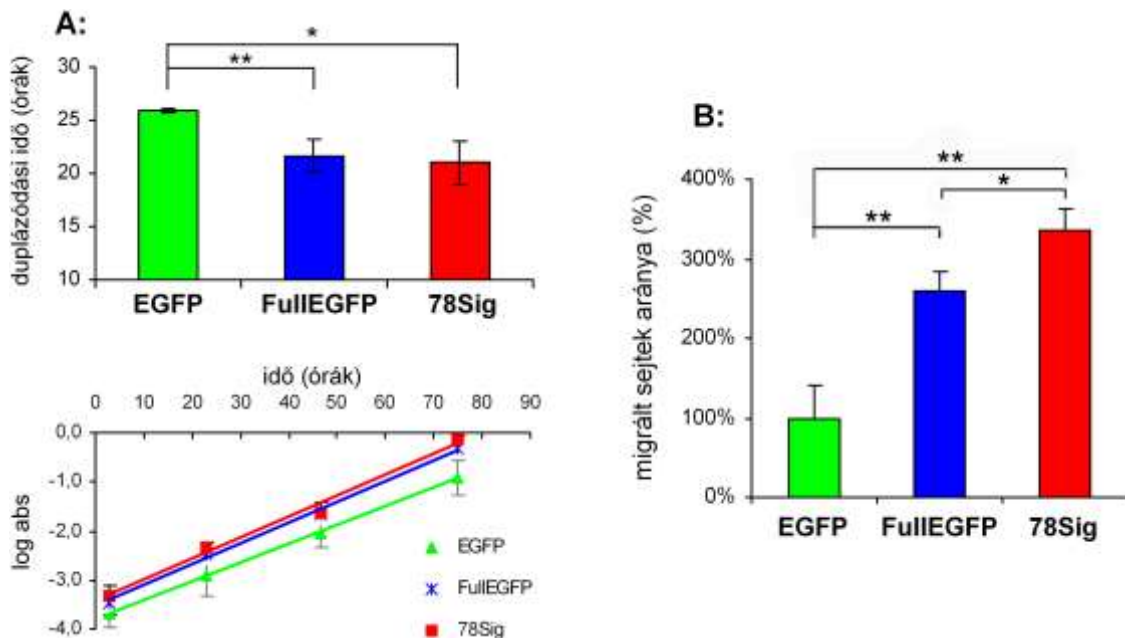 A:
duplázódási idő (órák)
* 
**
30
25
20
15
10
EGFP FullEGFP 78Sig
idő (órák)
0 10 20 30 40 50 60 70 80 90
log abs
0,0
-1,0
-2,0
-3,0
-4,0
EGFP
FullEGFP
78Sig
B:
migrált sejtek aránya (%)
**
*
**
400%
300%
200%
100%
0%
EGFP FullEGFP 78Sig